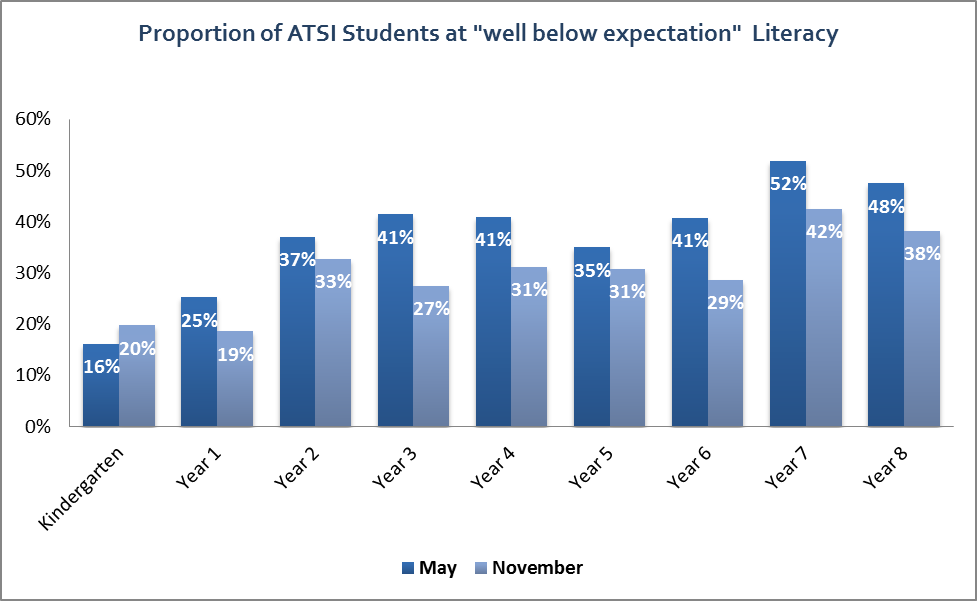 Proportion of ATSI Students at "well below expectation" Literacy
60%
50%
40%
30%
20%
10%
0%
16%
20%
25%
19%
37%
33%
41%
27%
41%
31%
35%
31%
41%
29%
52%
42%
48%
38%
Kindergarten
Year 1
Year 2
Year 3
Year 4
Year 5
Year 6
Year 7
Year 8
May November